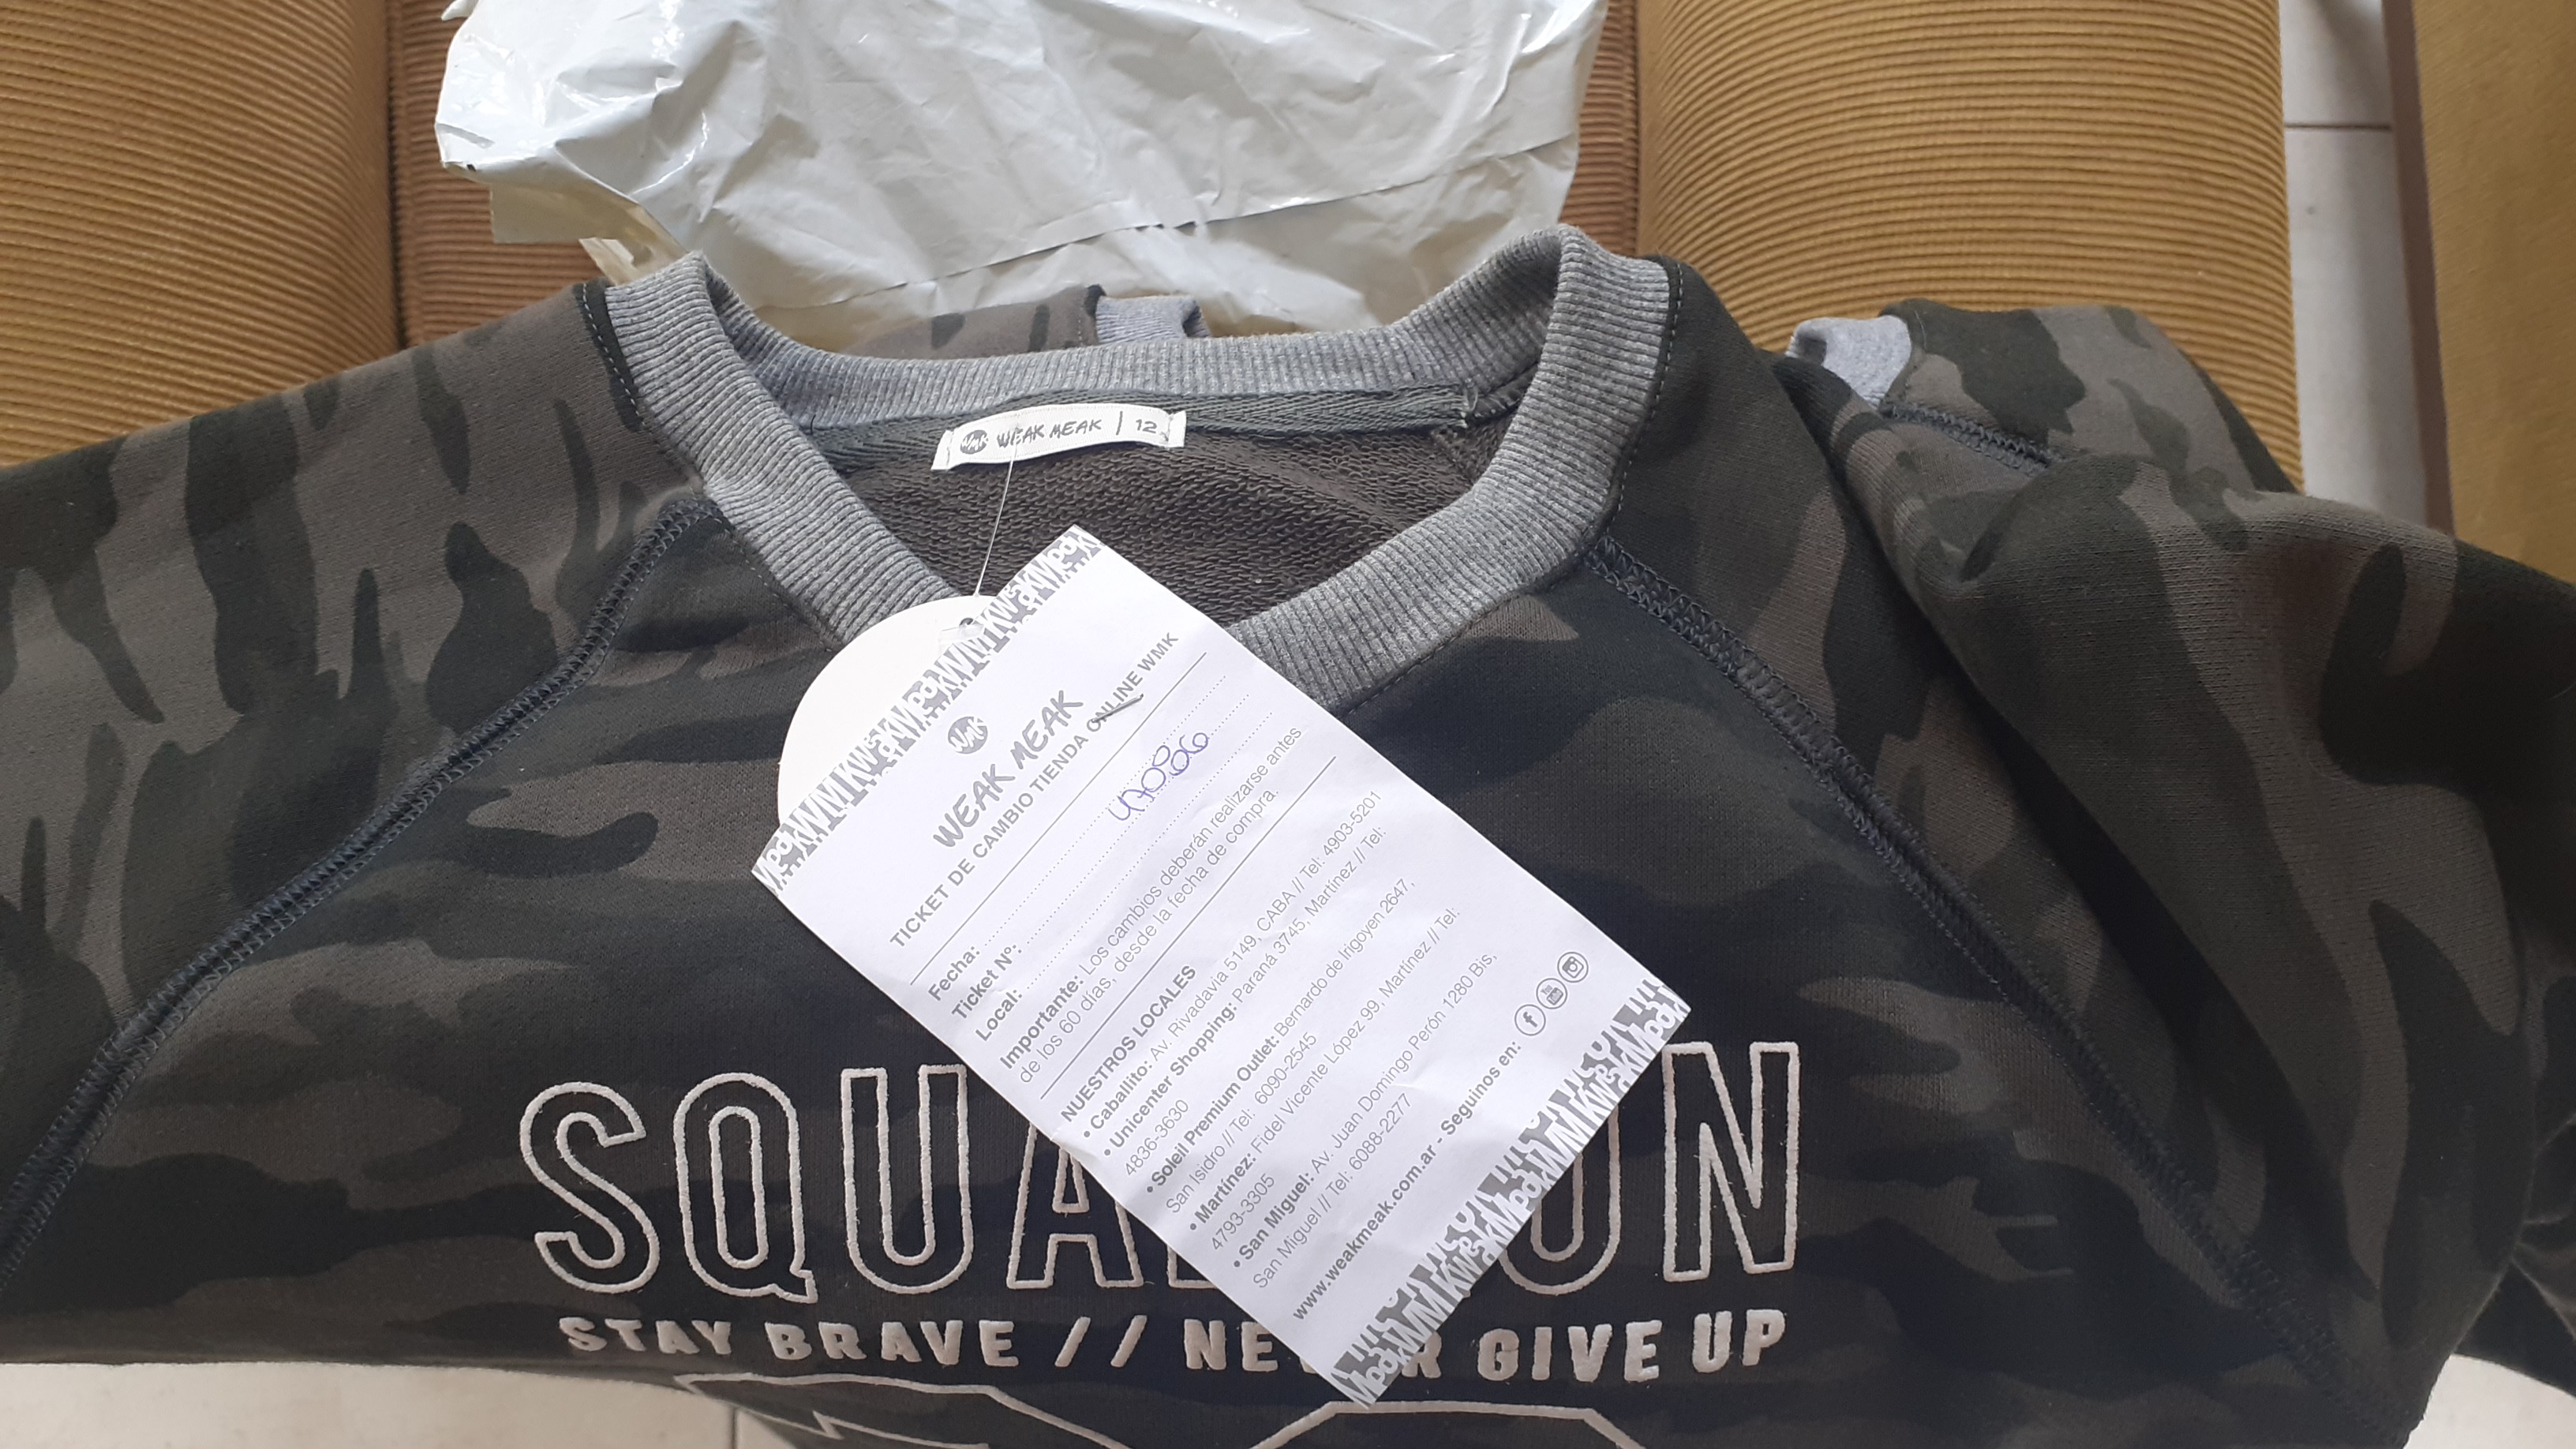 WMK WEAK MEAK | 12
WMK
WEAK MEAK
TICKET DE CAMBIO TIENDA ONLINE WMK
Fecha:
Ticket Nº:
Local:
Importante: Los cambios deberán realizarse antes
de los 60 días, desde la fecha de compra.
NUESTROS LOCALES
• Caballito: Av. Rivadavia 5149, CABA // Tel: 4903-5201
• Unicenter Shopping: Paraná 3745, Martínez // Tel:
4836-3630
• Soleil Premium Outlet: Bernardo de Irigoyen 2647,
San Isidro // Tel: 6090-2545
• Martínez: Fidel Vicente López 99, Martínez // Tel:
4793-3305
• San Miguel: Av. Juan Domingo Perón 1280 Bis,
San Miguel // Tel: 6088-2277
www.weakmeak.com.ar - Seguinos en:
SQUA ON
STAY BRAVE // NEVER GIVE UP